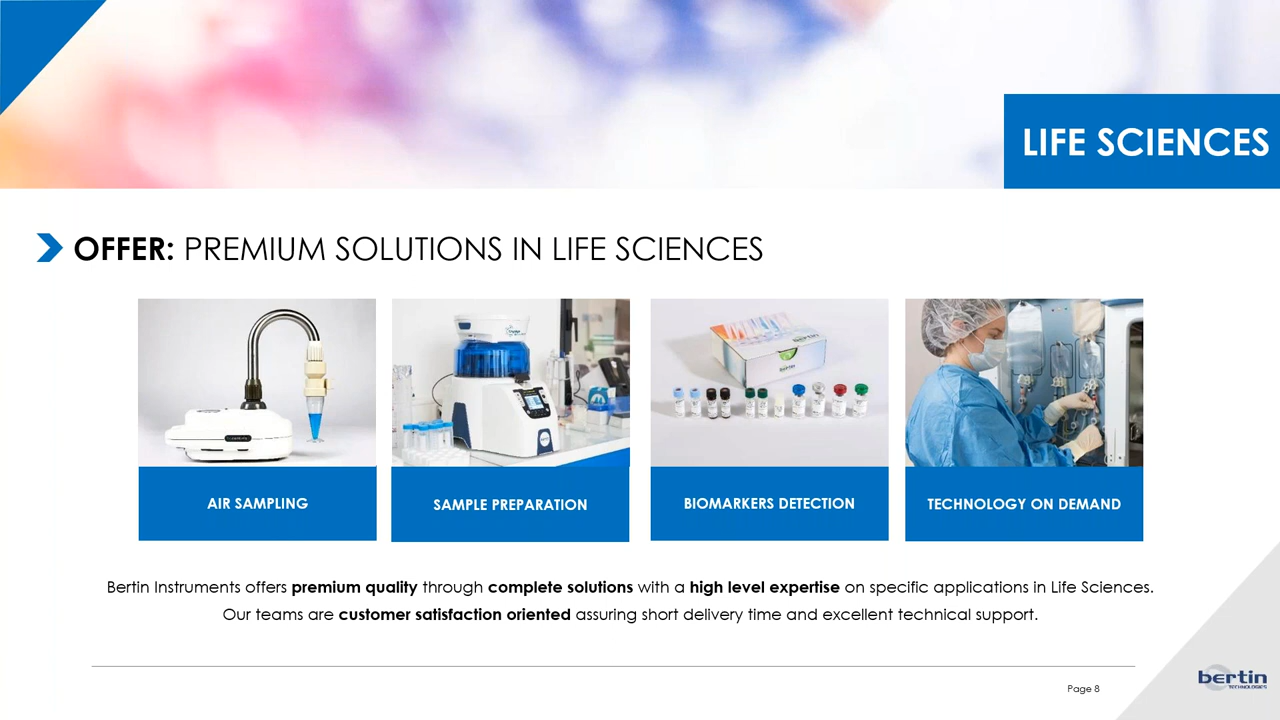 LIFE SCIENCES
OFFER: PREMIUM SOLUTIONS IN LIFE SCIENCES
bertin
AIR SAMPLING
SAMPLE PREPARATION
BIOMARKERS DETECTION
TECHNOLOGY ON DEMAND
Bertin Instruments offers premium quality through complete solutions with a high level expertise on specific applications in Life Sciences.
Our teams are customer satisfaction oriented assuring short delivery time and excellent technical support.
Page 8
bertin
TECHNOLOGIES